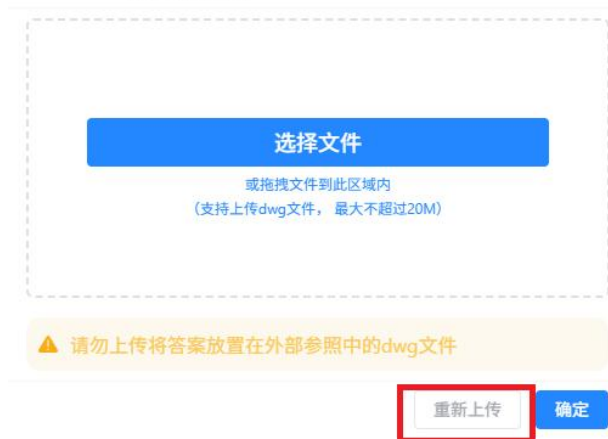 选择文件
或拖拽文件到此区域内
（支持上传dwg文件， 最大不超过20M）
请勿上传将答案放置在外部参照中的dwg文件
重新上传
确定